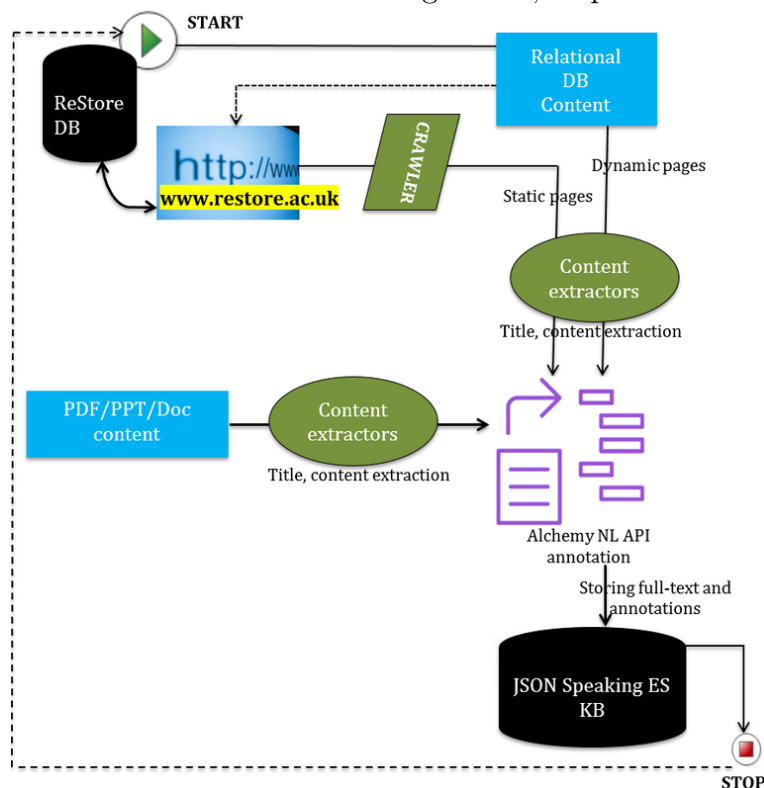 START
Relational
DB
Content
ReStore
DB
http://www
www.restore.ac.uk
CRAWLER
Dynamic pages
Static pages
Content
extractors
Title, content extraction
PDF/PPT/Doc
content
Content
extractors
Title, content extraction
Alchemy NL API
annotation
Storing full-text and
annotations
JSON Speaking ES
KB
STOP